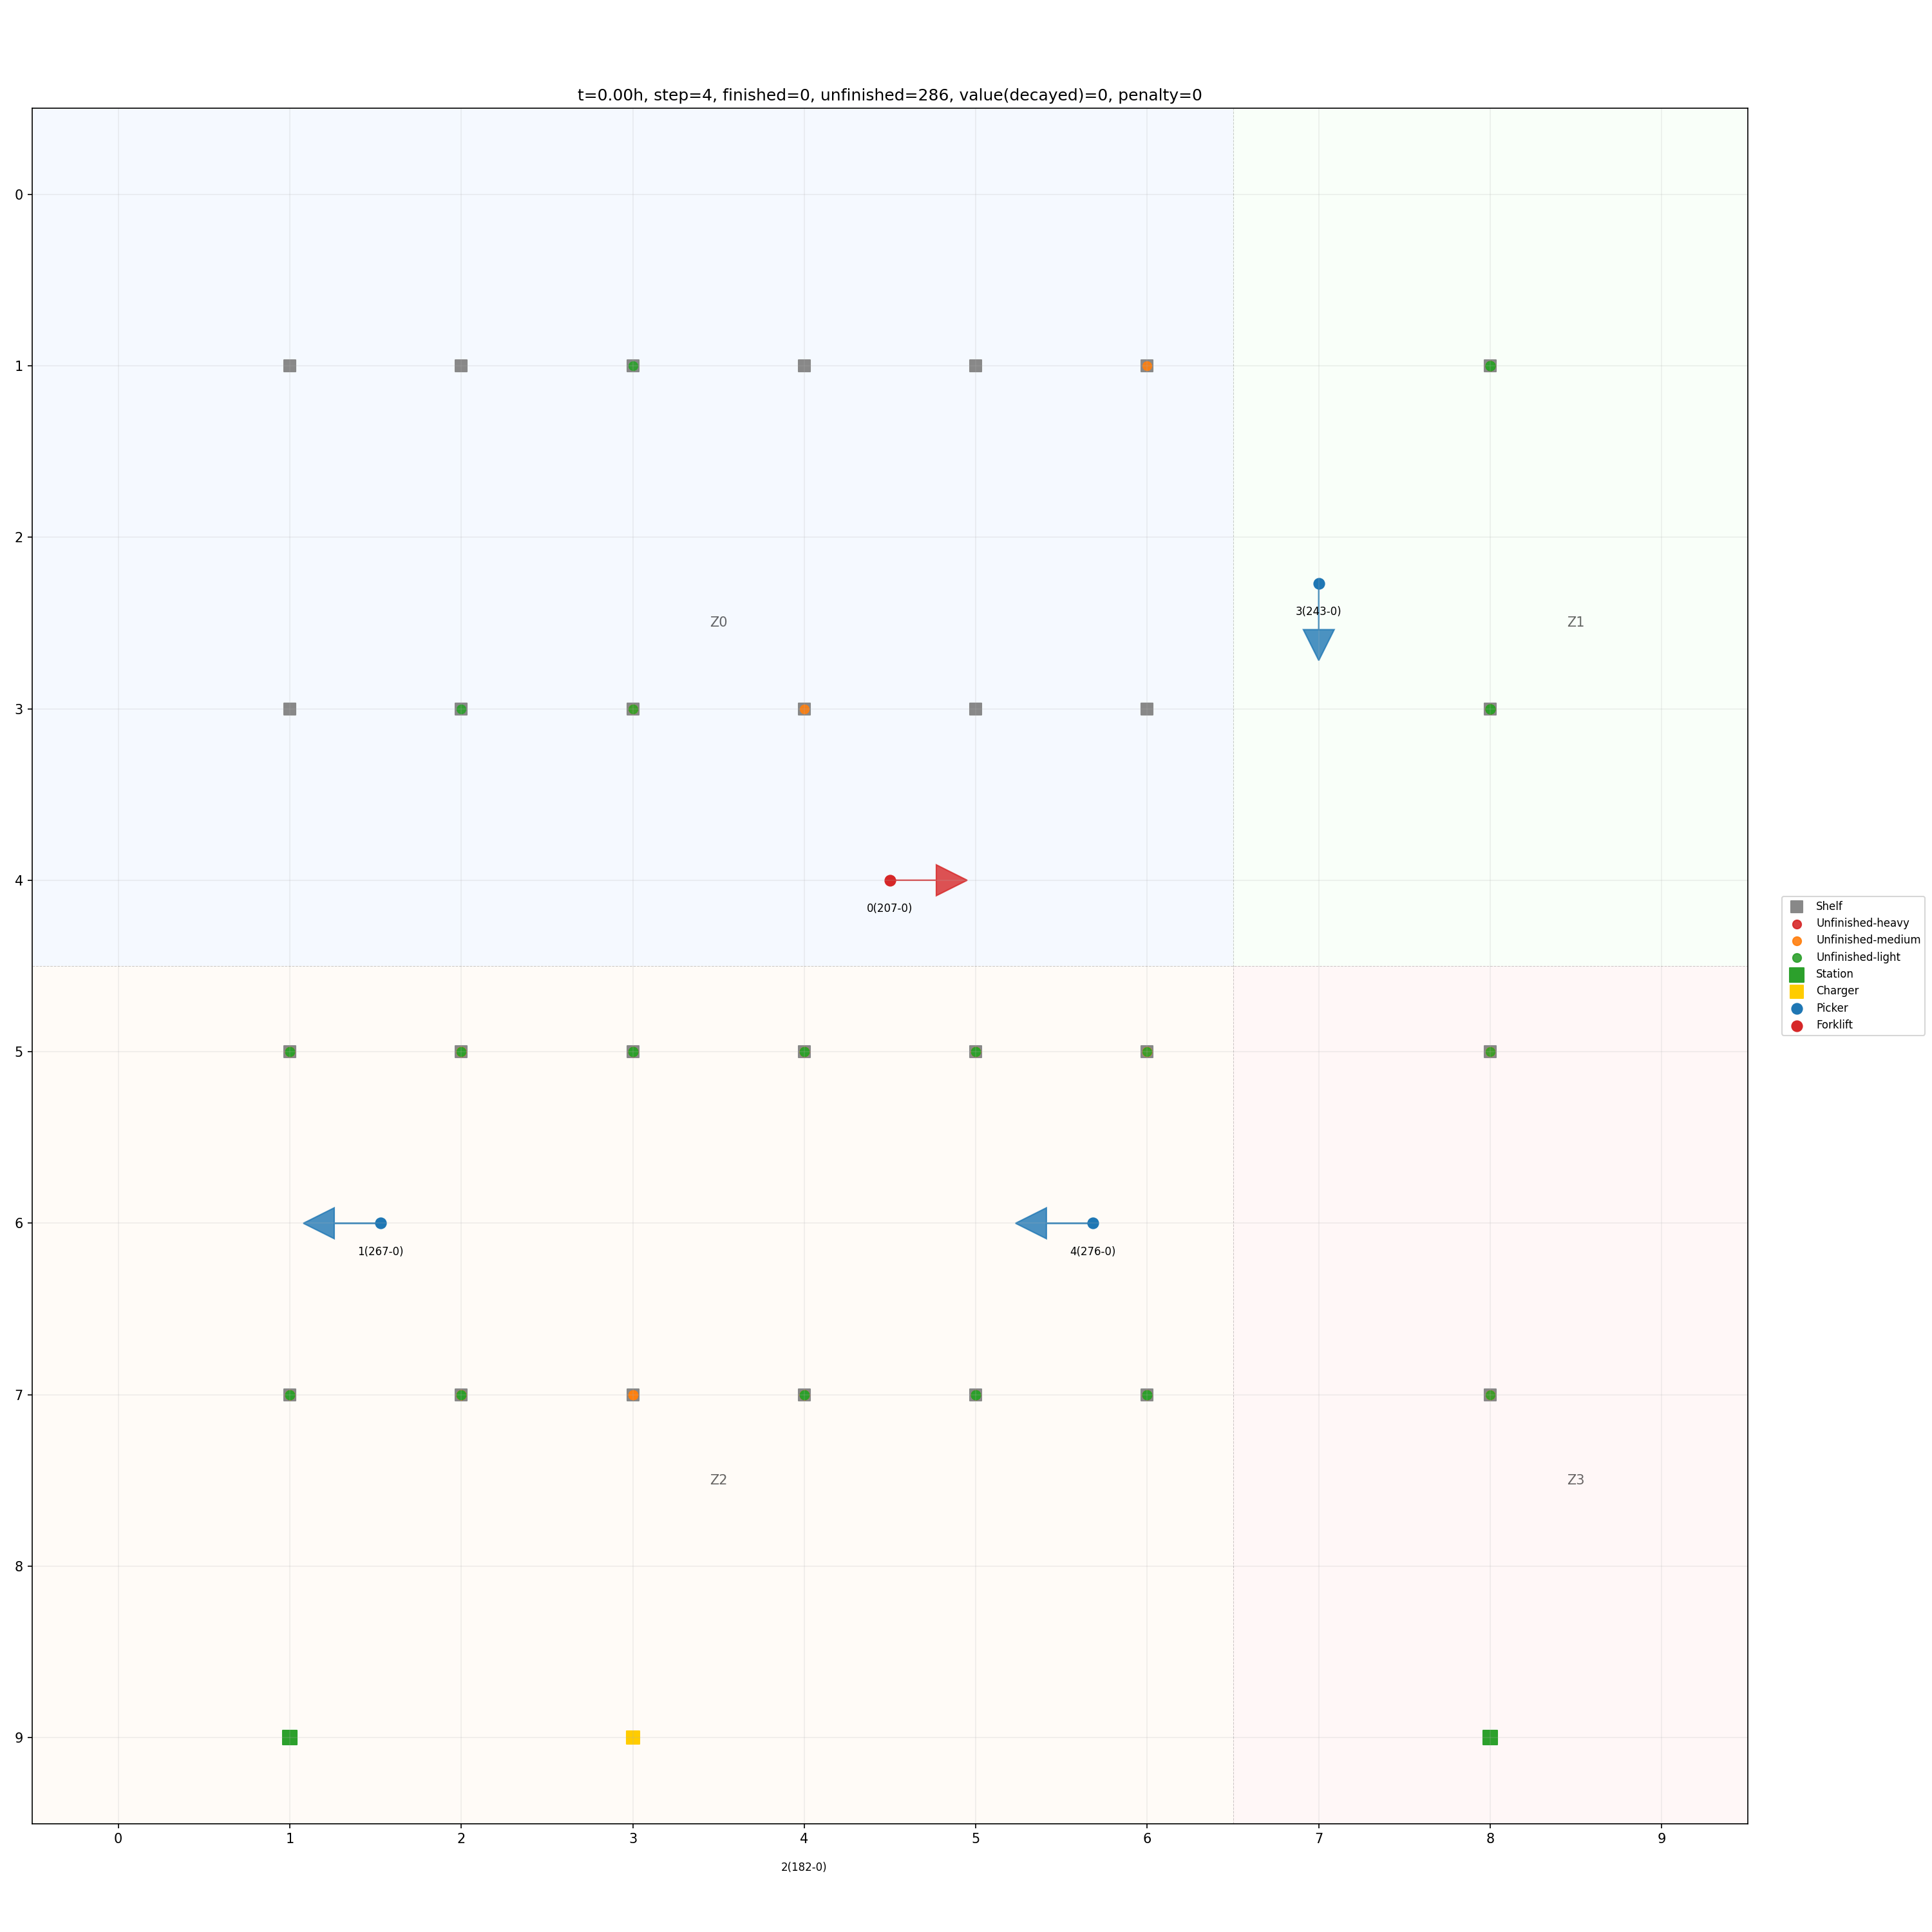 t=0.00h, step=4, finished=0, unfinished=286, value(decayed)=0, penalty=0
0
1
2
3(243-0)
Z0
Z1
3
4
0(207-0)
Shelf
Unfinished-heavy
Unfinished-medium
Unfinished-light
Station
Charger
Picker
Forklift
5
6
1(267-0)
4(276-0)
7
Z2
Z3
8
9
0 1 2 3 4 5 6 7 8 9
2(182-0)